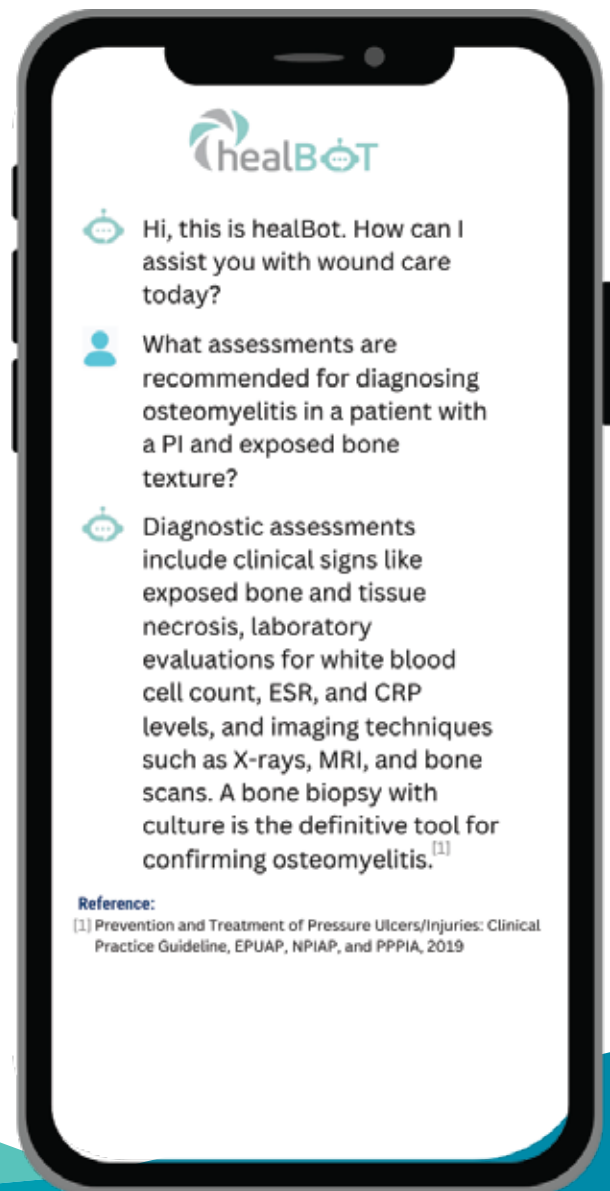 healBOT
Hi, this is healBot. How can I
assist you with wound care
today?
What assessments are
recommended for diagnosing
osteomyelitis in a patient with
a PI and exposed bone
texture?
Diagnostic assessments
include clinical signs like
exposed bone and tissue
necrosis, laboratory
evaluations for white blood
cell count, ESR, and CRP
levels, and imaging techniques
such as X-rays, MRI, and bone
scans. A bone biopsy with
culture is the definitive tool for
confirming osteomyelitis.[1]
Reference:
[1] Prevention and Treatment of Pressure Ulcers/Injuries: Clinical
Practice Guideline, EPUAP, NPIAP, and PPPIA, 2019